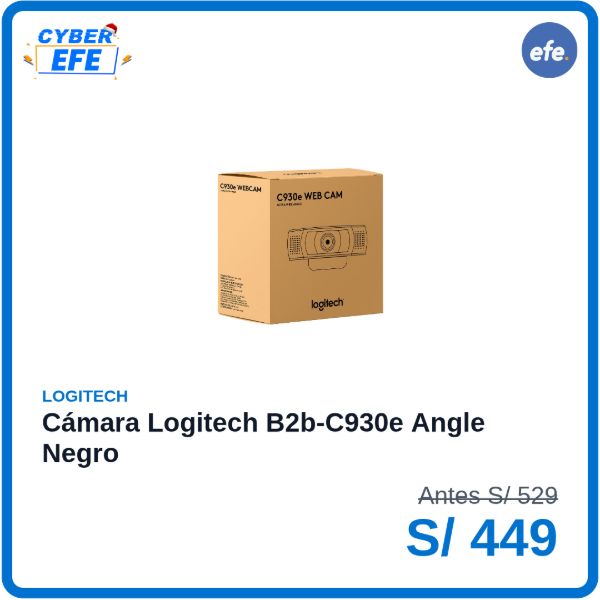 CYBER
EFE
efe.
C930e WEBCAM
C930e WEB CAM
logitech
LOGITECH
Cámara Logitech B2b-C930e Angle
Negro
Antes S/ 529
S/ 449